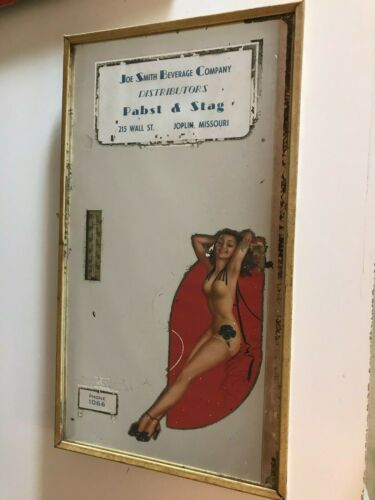 JOE SMITH BEVERAGE COMPANY
DISTRIBUTORS
Pabst & Stag
215 WALL ST. JOPLIN, MISSOURI
PHONE
1066